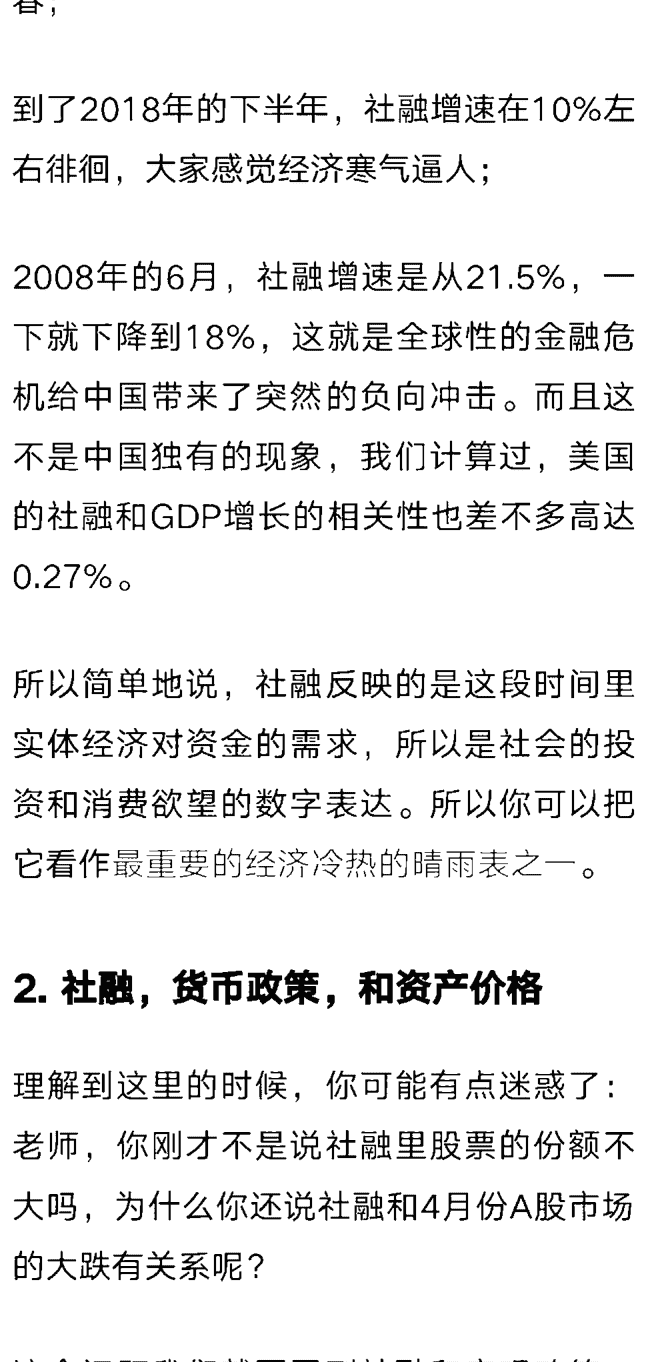 到了2018年的下半年，社融增速在10%左
右徘徊，大家感觉经济寒气逼人；
2008年的6月，社融增速是从21.5%，一
下就下降到18%，这就是全球性的金融危
机给中国带来了突然的负向冲击。而且这
不是中国独有的现象，我们计算过，美国
的社融和GDP增长的相关性也差不多高达
0.27%。
所以简单地说，社融反映的是这段时间里
实体经济对资金的需求，所以是社会的投
资和消费欲望的数字表达。所以你可以把
它看作最重要的经济冷热的晴雨表之一。
2. 社融，货币政策，和资产价格
理解到这里的时候，你可能有点迷惑了：
老师，你刚才不是说社融里股票的份额不
大吗，为什么你还说社融和4月份A股市场
的大跌有关系呢？